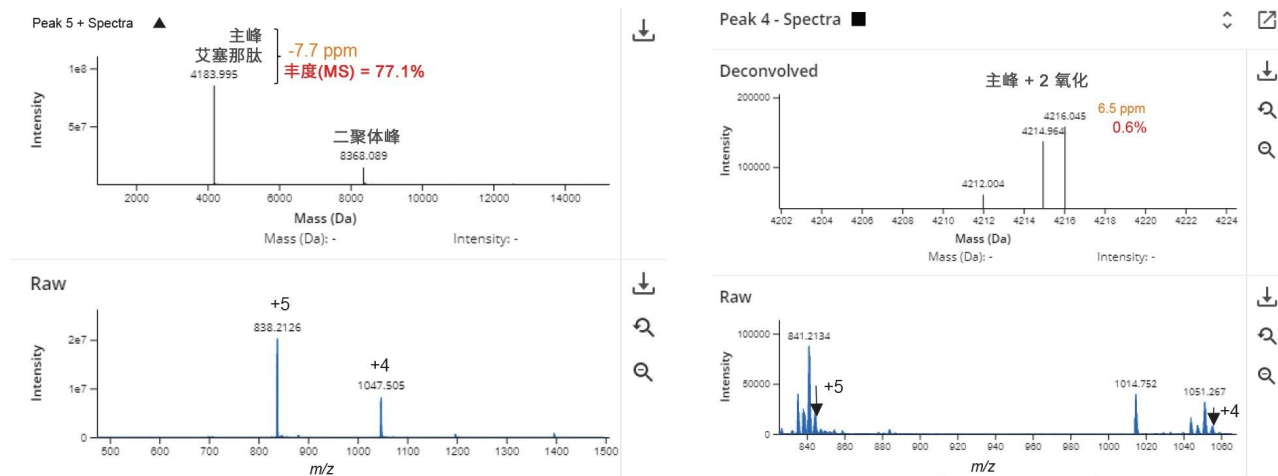 Peak 5 + Spectra ▲
主峰
艾塞那肽
-7.7 ppm
丰度(MS) = 77.1%
4183.995
二聚体峰
8368.089
1e8
5e7
Intensity
2000 4000 6000 8000 10000 12000 14000
Mass (Da)
Mass (Da): - Intensity: -
Raw
+5
838.2126
+4
1047.505
2e7
1e7
0
Intensity
500 600 700 800 900 1000 1100 1200 1300 1400 1500
m/z
Peak 4 - Spectra ■
Deconvolved
主峰 + 2 氧化
6.5 ppm
0.6%
4216.045
4214.964
4212.004
200000
100000
Intensity
4202 4204 4206 4208 4210 4212 4214 4216 4218 4220 4222 4224
Mass (Da)
Mass (Da): - Intensity: -
Raw
841.2134
+5
1014.752
1051.267
+4
100000
50000
0
Intensity
840 860 880 900 920 940 960 980 1000 1020 1040 1060
m/z